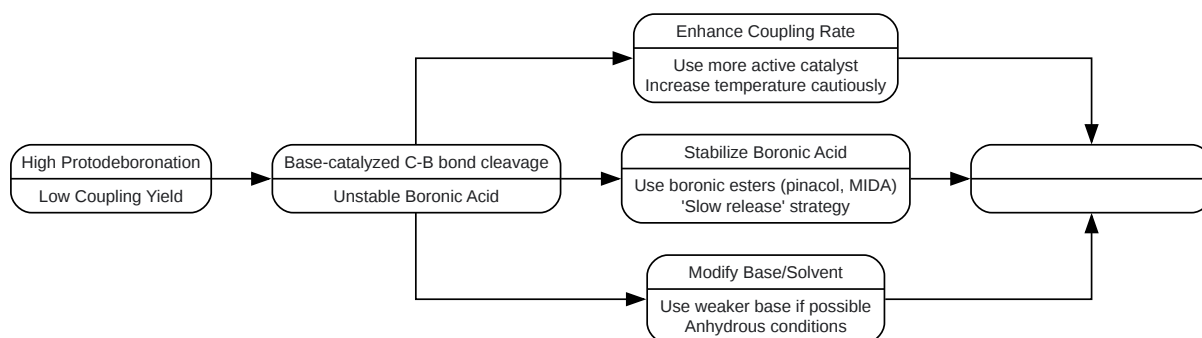 High Protodeboronation
Low Coupling Yield
Base-catalyzed C-B bond cleavage
Unstable Boronic Acid
Enhance Coupling Rate
Use more active catalyst
Increase temperature cautiously
Stabilize Boronic Acid
Use boronic esters (pinacol, MIDA)
'Slow release' strategy
Modify Base/Solvent
Use weaker base if possible
Anhydrous conditions